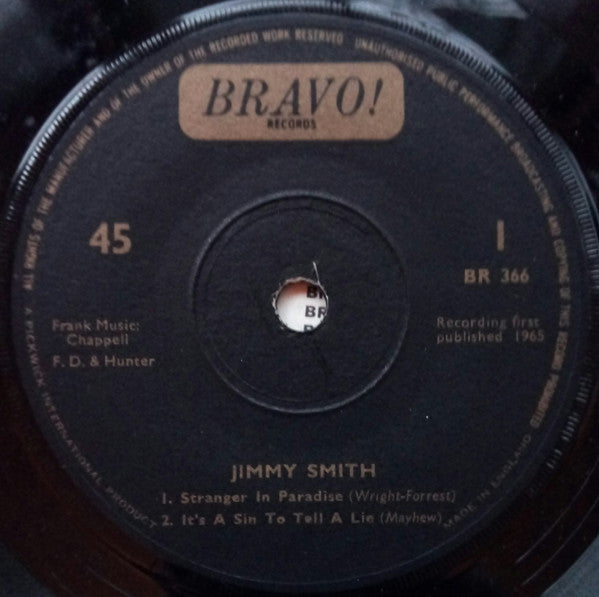 ALL RIGHTS OF THE MANUFACTURER AND OF THE OWNER OF THE RECORDED WORK RESERVED · UNAUTHORISED PUBLIC PERFORMANCE BROADCASTING AND COPYING OF THIS RECORD PROHIBITED
BRAVO!
RECORDS
45
1
BR 366
Frank Music:
Chappell
F. D. & Hunter
Recording first
published 1965
BR
BR
JIMMY SMITH
1. Stranger In Paradise (Wright-Forrest)
2. It's A Sin To Tell A Lie (Mayhew)
A PICKWICK INTERNATIONAL PRODUCT
MADE IN ENGLAND